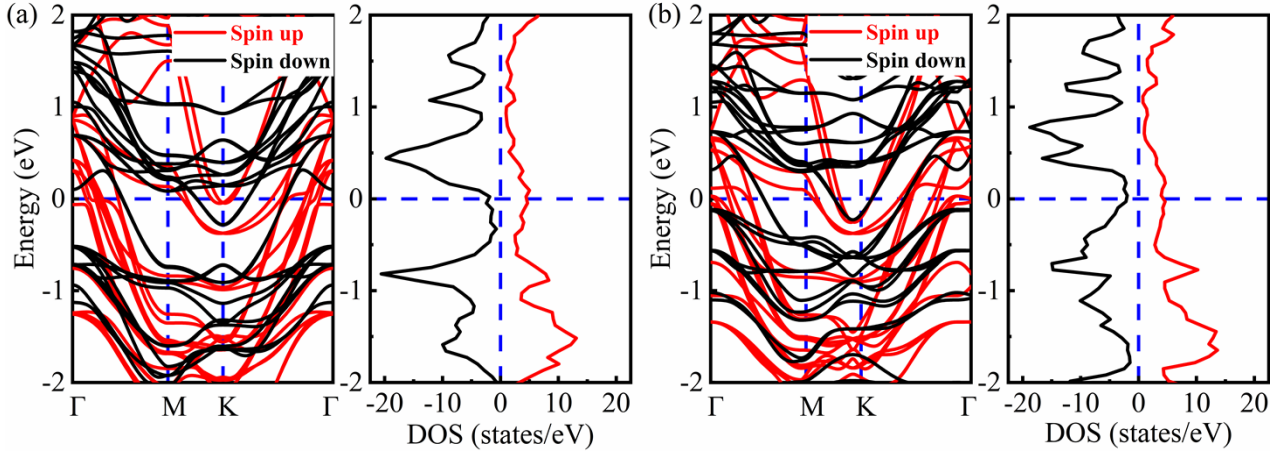 (a)
Spin up
Spin down
Energy (eV)
2
1
0
-1
-2
Γ M K Γ
2
1
0
-1
-2
-20 -10 0 10 20
DOS (states/eV)
(b)
Spin up
Spin down
Energy (eV)
2
1
0
-1
-2
Γ M K Γ
2
1
0
-1
-2
-20 -10 0 10 20
DOS (states/eV)